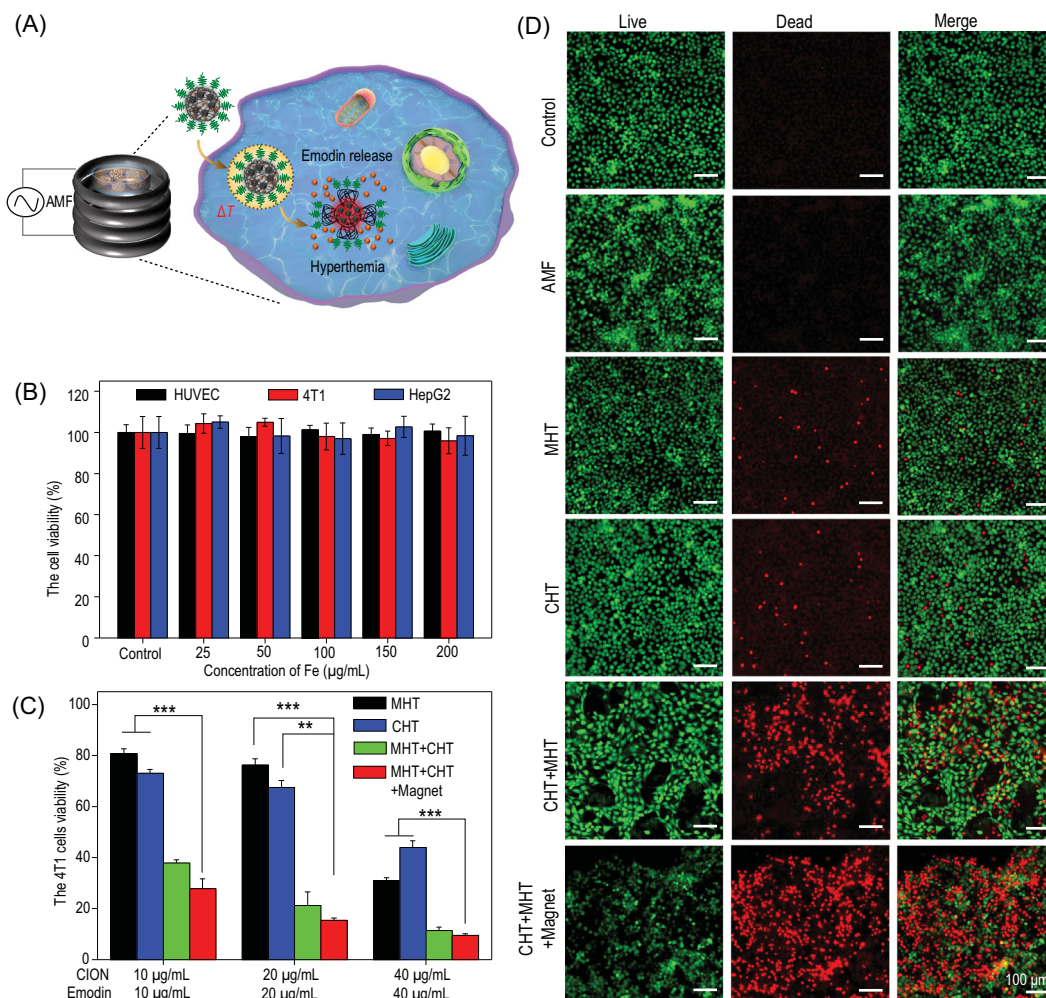 (A)
AMF
Emodin release
ΔT
Hyperthemia
(B)
HUVEC 4T1 HepG2
120
100
80
60
40
20
0
The cell viability (%)
Control 25 50 100 150 200
Concentration of Fe (µg/mL)
(C)
100
80
60
40
20
0
The 4T1 cells viability (%)
MHT
CHT
MHT+CHT
MHT+CHT
+Magnet
*** *** ** ***
CION 10 µg/mL 20 µg/mL 40 µg/mL
Emodin 10 µg/mL 20 µg/mL 40 µg/mL
(D)
Live Dead Merge
Control
AMF
MHT
CHT
CHT+MHT
CHT+MHT
+Magnet
100 µm